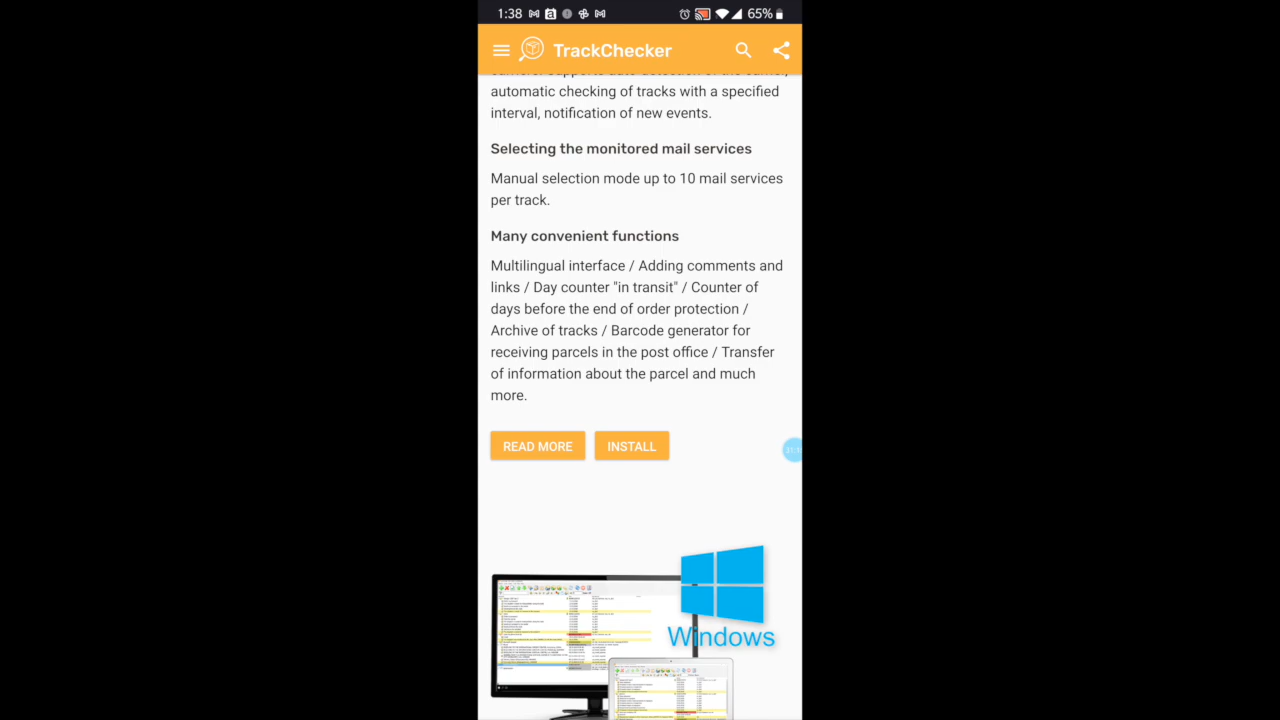 1:38
65%
TrackChecker
automatic checking of tracks with a specified
interval, notification of new events.
Selecting the monitored mail services
Manual selection mode up to 10 mail services
per track.
Many convenient functions
Multilingual interface / Adding comments and
links / Day counter "in transit" / Counter of
days before the end of order protection /
Archive of tracks / Barcode generator for
receiving parcels in the post office / Transfer
of information about the parcel and much
more.
READ MORE
INSTALL
Windows